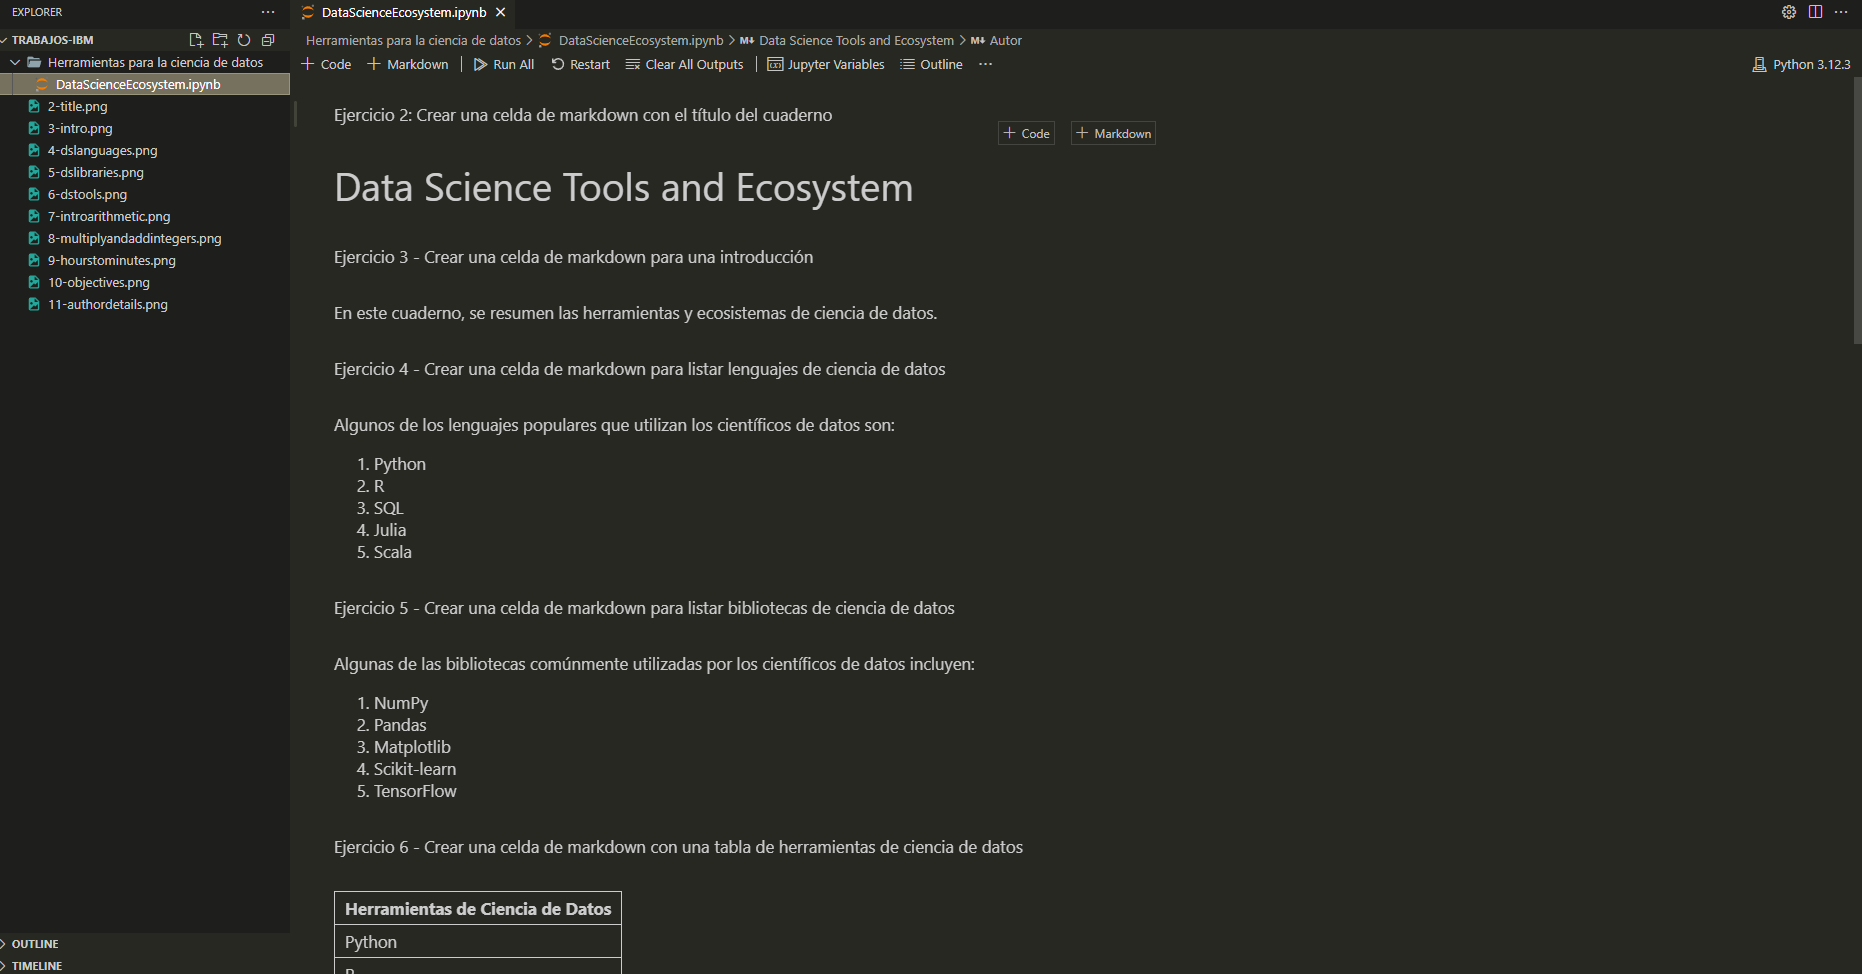 EXPLORER
TRABAJOS-IBM
Herramientas para la ciencia de datos
DataScienceEcosystem.ipynb
2-title.png
3-intro.png
4-dslanguages.png
5-dslibraries.png
6-dstools.png
7-introarithmetic.png
8-multiplyandaddintegers.png
9-hourstominutes.png
10-objectives.png
11-authordetails.png
OUTLINE
TIMELINE
DataScienceEcosystem.ipynb
Herramientas para la ciencia de datos > DataScienceEcosystem.ipynb > M Data Science Tools and Ecosystem > M Autor
+ Code + Markdown | Run All Restart Clear All Outputs | Jupyter Variables Outline ... Python 3.12.3
Ejercicio 2: Crear una celda de markdown con el título del cuaderno
+ Code + Markdown
Data Science Tools and Ecosystem
Ejercicio 3 - Crear una celda de markdown para una introducción
En este cuaderno, se resumen las herramientas y ecosistemas de ciencia de datos.
Ejercicio 4 - Crear una celda de markdown para listar lenguajes de ciencia de datos
Algunos de los lenguajes populares que utilizan los científicos de datos son:
1. Python
2. R
3. SQL
4. Julia
5. Scala
Ejercicio 5 - Crear una celda de markdown para listar bibliotecas de ciencia de datos
Algunas de las bibliotecas comúnmente utilizadas por los científicos de datos incluyen:
1. NumPy
2. Pandas
3. Matplotlib
4. Scikit-learn
5. TensorFlow
Ejercicio 6 - Crear una celda de markdown con una tabla de herramientas de ciencia de datos
Herramientas de Ciencia de Datos
Python